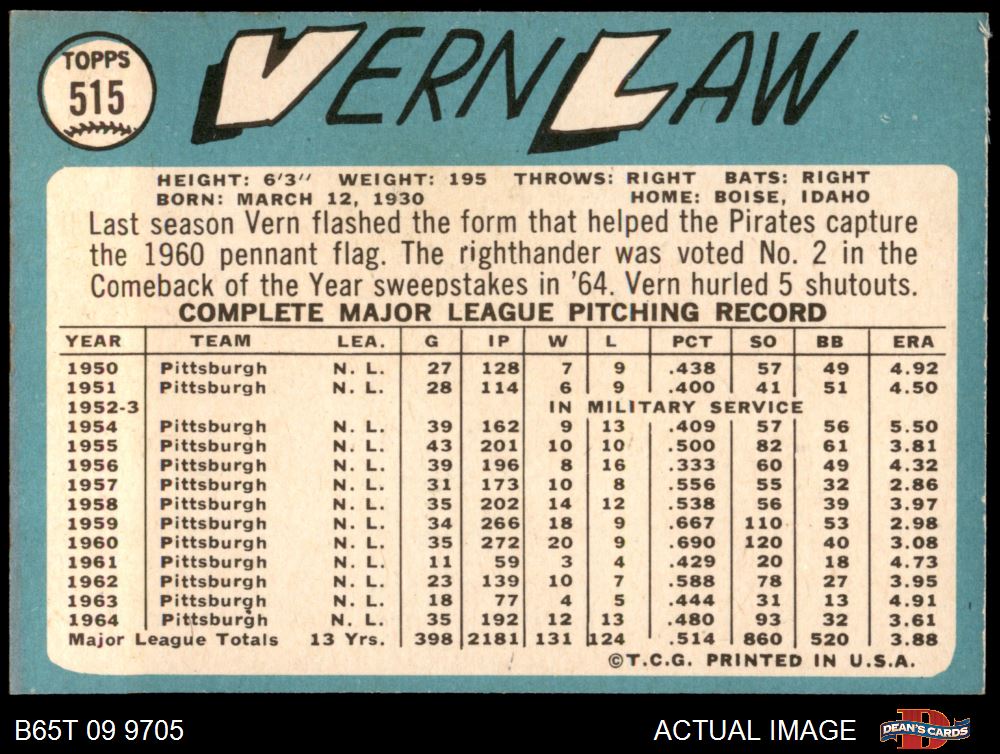 TOPPS
515
VERN LAW
HEIGHT: 6'3" WEIGHT: 195 THROWS: RIGHT BATS: RIGHT
BORN: MARCH 12, 1930 HOME: BOISE, IDAHO
Last season Vern flashed the form that helped the Pirates capture
the 1960 pennant flag. The righthander was voted No. 2 in the
Comeback of the Year sweepstakes in '64. Vern hurled 5 shutouts.
COMPLETE MAJOR LEAGUE PITCHING RECORD
YEAR TEAM LEA. G IP W L PCT SO BB ERA
1950 Pittsburgh N. L. 27 128 7 9 .438 57 49 4.92
1951 Pittsburgh N. L. 28 114 6 9 .400 41 51 4.50
1952-3 IN MILITARY SERVICE
1954 Pittsburgh N. L. 39 162 9 13 .409 57 56 5.50
1955 Pittsburgh N. L. 43 201 10 10 .500 82 61 3.81
1956 Pittsburgh N. L. 39 196 8 16 .333 60 49 4.32
1957 Pittsburgh N. L. 31 173 10 8 .556 55 32 2.86
1958 Pittsburgh N. L. 35 202 14 12 .538 56 39 3.97
1959 Pittsburgh N. L. 34 266 18 9 .667 110 53 2.98
1960 Pittsburgh N. L. 35 272 20 9 .690 120 40 3.08
1961 Pittsburgh N. L. 11 59 3 4 .429 20 18 4.73
1962 Pittsburgh N. L. 23 139 10 7 .588 78 27 3.95
1963 Pittsburgh N. L. 18 77 4 5 .444 31 13 4.91
1964 Pittsburgh N. L. 35 192 12 13 .480 93 32 3.61
Major League Totals 13 Yrs. 398 2181 131 124 .514 860 520 3.88
©T.C.G. PRINTED IN U.S.A.
B65T 09 9705 ACTUAL IMAGE DEAN'S CARDS